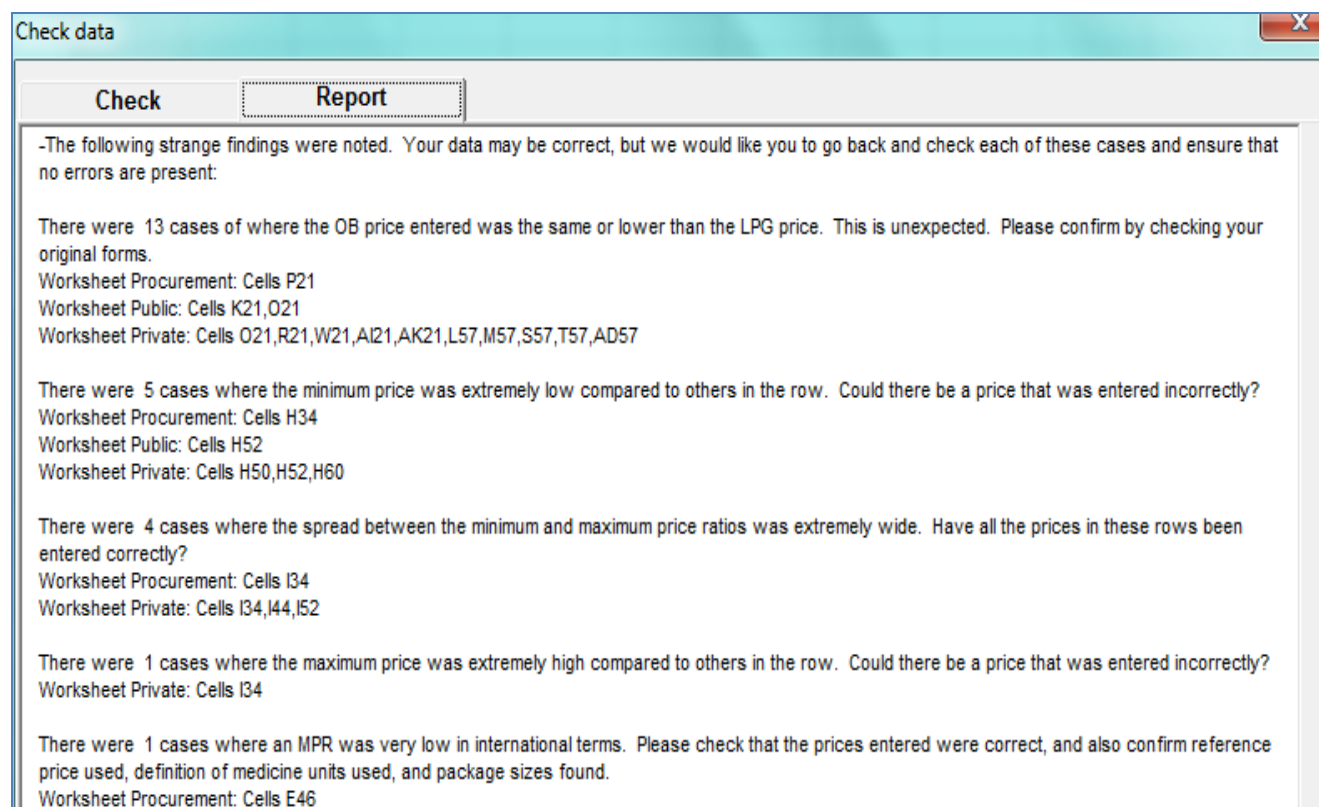 Check data
X
Check
Report
-The following strange findings were noted. Your data may be correct, but we would like you to go back and check each of these cases and ensure that
no errors are present:
There were 13 cases of where the OB price entered was the same or lower than the LPG price. This is unexpected. Please confirm by checking your
original forms.
Worksheet Procurement: Cells P21
Worksheet Public: Cells K21,O21
Worksheet Private: Cells O21,R21,W21,AI21,AK21,L57,M57,S57,T57,AD57
There were 5 cases where the minimum price was extremely low compared to others in the row. Could there be a price that was entered incorrectly?
Worksheet Procurement: Cells H34
Worksheet Public: Cells H52
Worksheet Private: Cells H50,H52,H60
There were 4 cases where the spread between the minimum and maximum price ratios was extremely wide. Have all the prices in these rows been
entered correctly?
Worksheet Procurement: Cells I34
Worksheet Private: Cells I34,I44,I52
There were 1 cases where the maximum price was extremely high compared to others in the row. Could there be a price that was entered incorrectly?
Worksheet Private: Cells I34
There were 1 cases where an MPR was very low in international terms. Please check that the prices entered were correct, and also confirm reference
price used, definition of medicine units used, and package sizes found.
Worksheet Procurement: Cells E46